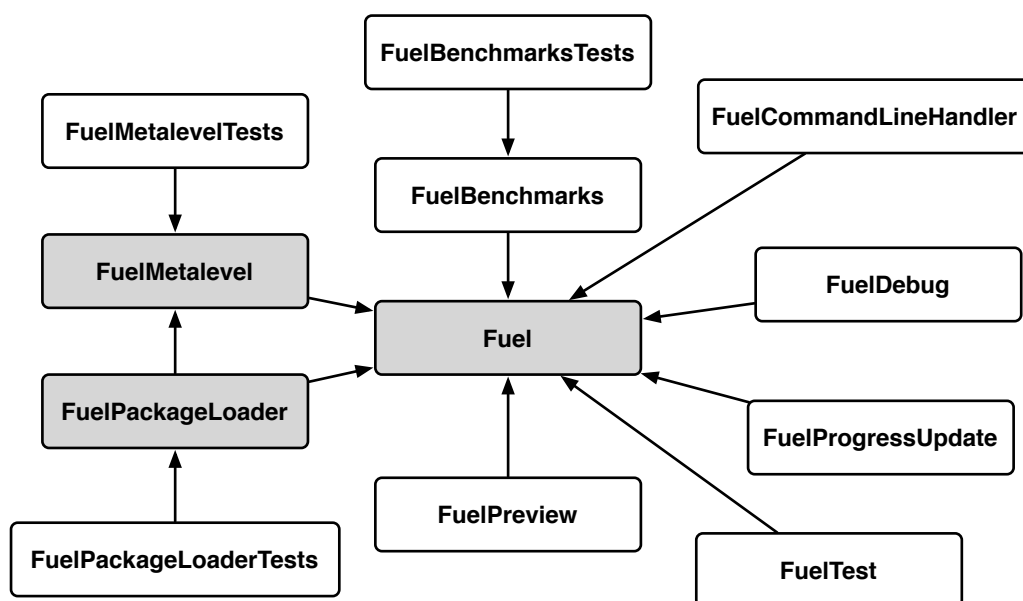 FuelBenchmarksTests
FuelCommandLineHandler
FuelMetalevelTests
FuelBenchmarks
FuelMetalevel
FuelDebug
Fuel
FuelPackageLoader
FuelProgressUpdate
FuelPreview
FuelPackageLoaderTests
FuelTest